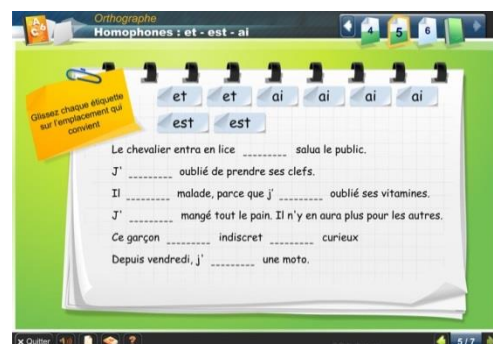 Orthographe
Homophones : et - est - ai
4 5 6
Glissez chaque étiquette
sur l'emplacement qui
convient
et et ai ai ai ai
est est
Le chevalier entra en lice ________ salua le public.
J' ________ oublié de prendre ses clefs.
Il ________ malade, parce que j' ________ oublié ses vitamines.
J' ________ mangé tout le pain. Il n'y en aura plus pour les autres.
Ce garçon ________ indiscret ________ curieux
Depuis vendredi, j' ________ une moto.
x Quitter ? 5 / 7